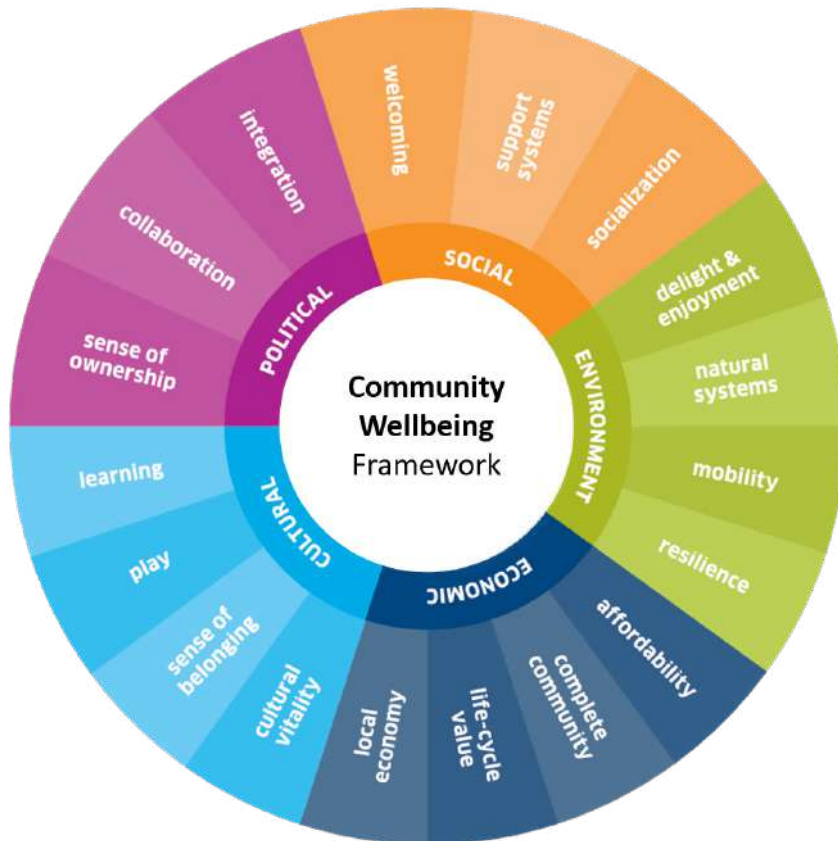 Community
Wellbeing
Framework
SOCIAL
welcoming
support
systems
socialization
ENVIRONMENT
delight &
enjoyment
natural
systems
mobility
resilience
ECONOMIC
affordability
complete
community
life-cycle
value
local
economy
CULTURAL
cultural
vitality
sense of
belonging
play
learning
POLITICAL
sense of
ownership
collaboration
integration